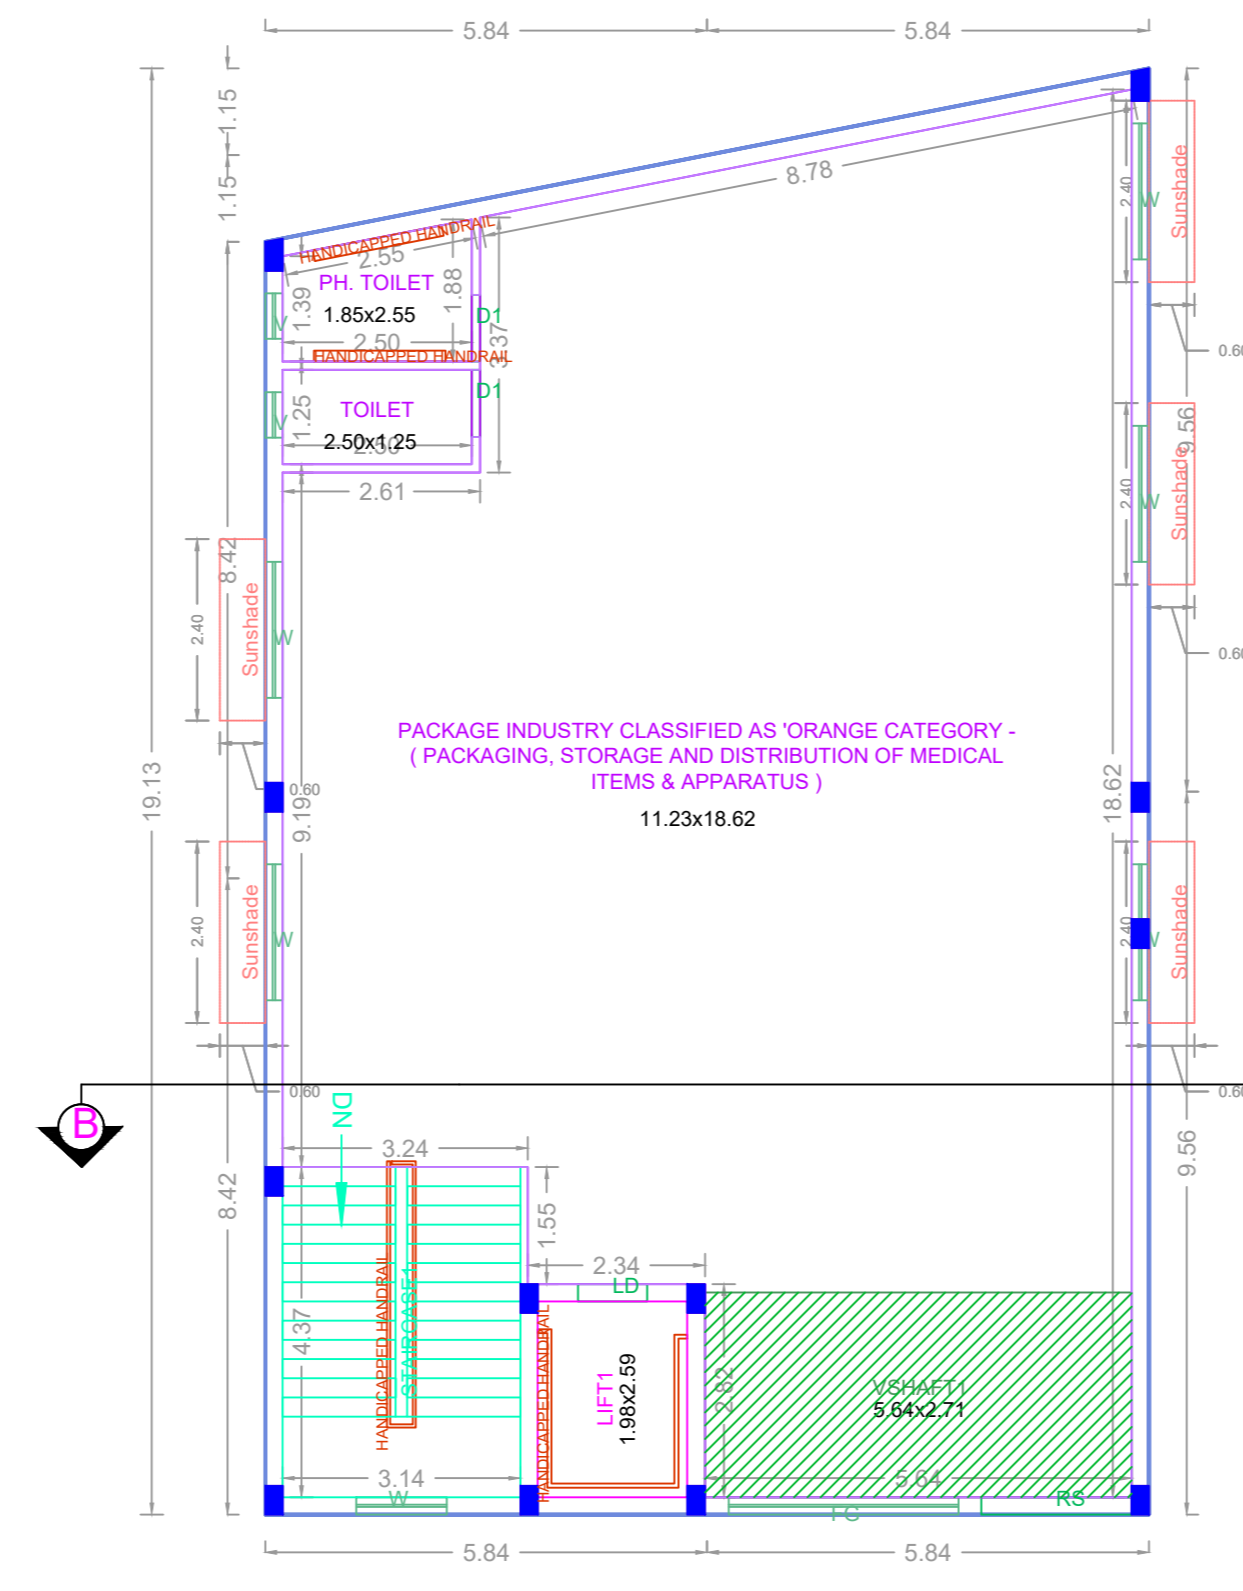 5.84
5.84
1.15
1.15
8.78
2.40
W
Sunshade
HANDICAPPED HANDRAIL
2.55
PH. TOILET
1.85x2.55
1.39
1.88
2.50
V
D1
3.37
HANDICAPPED HANDRAIL
0.60
TOILET
2.50x1.25
1.25
2.50
V
D1
2.61
2.40
W
Sunshade
9.56
8.42
2.40
Sunshade
W
0.60
PACKAGE INDUSTRY CLASSIFIED AS 'ORANGE CATEGORY -
( PACKAGING, STORAGE AND DISTRIBUTION OF MEDICAL
ITEMS & APPARATUS )
11.23x18.62
19.13
0.60
9.19
18.62
2.40
Sunshade
W
2.40
W
Sunshade
0.60
0.60
B
DN
3.24
9.56
8.42
1.55
2.34
LD
4.37
HANDICAPPED HANDRAIL
STAIRCASE1
HANDICAPPED HANDRAIL
LIFT1
1.98x2.59
2.82
VSHAFT1
5.64x2.71
3.14
W
5.64
RS
5.84
5.84